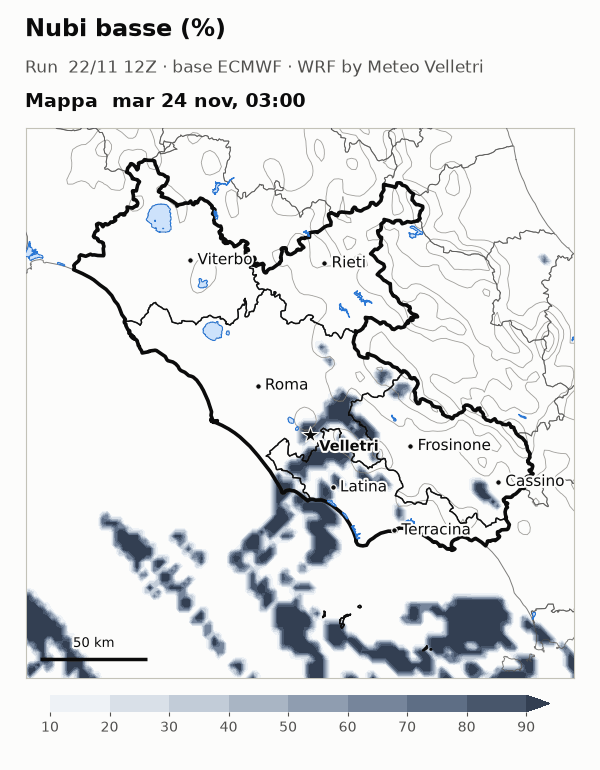 Nubi basse (%)
Run  22/11 12Z · base ECMWF · WRF by Meteo Velletri
Mappa  mar 24 nov, 03:00
Viterbo
Rieti
Roma
Velletri
Frosinone
Cassino
Latina
Terracina
50 km
10 20 30 40 50 60 70 80 90